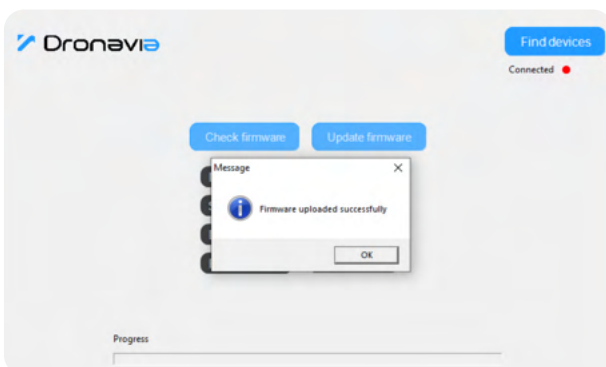 Dronavia
Find devices
Connected
Check firmware Update firmware
Message
Firmware uploaded successfully
OK
Progress